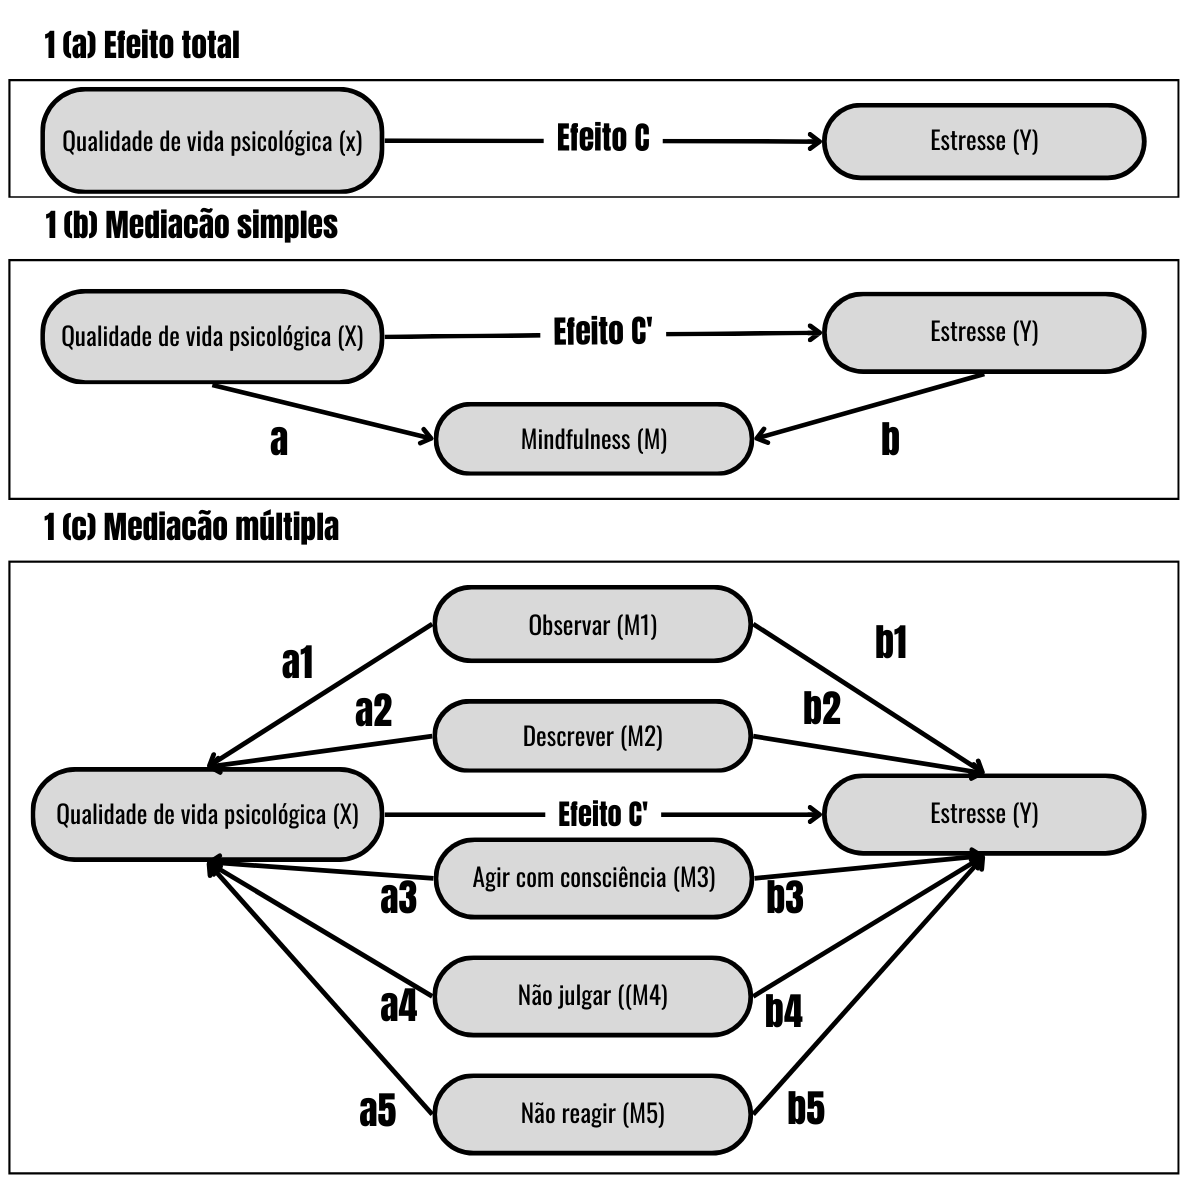 1 (a) Efeito total
Qualidade de vida psicológica (x)
Efeito C
Estresse (Y)
1 (b) Mediacão simples
Qualidade de vida psicológica (X)
Efeito C'
Estresse (Y)
Mindfulness (M)
a
b
1 (c) Mediacão múltipla
Observar (M1)
a1
b1
a2
Descrever (M2)
b2
Qualidade de vida psicológica (X)
Efeito C'
Estresse (Y)
a3
Agir com consciência (M3)
b3
a4
Não julgar ((M4)
b4
a5
Não reagir (M5)
b5